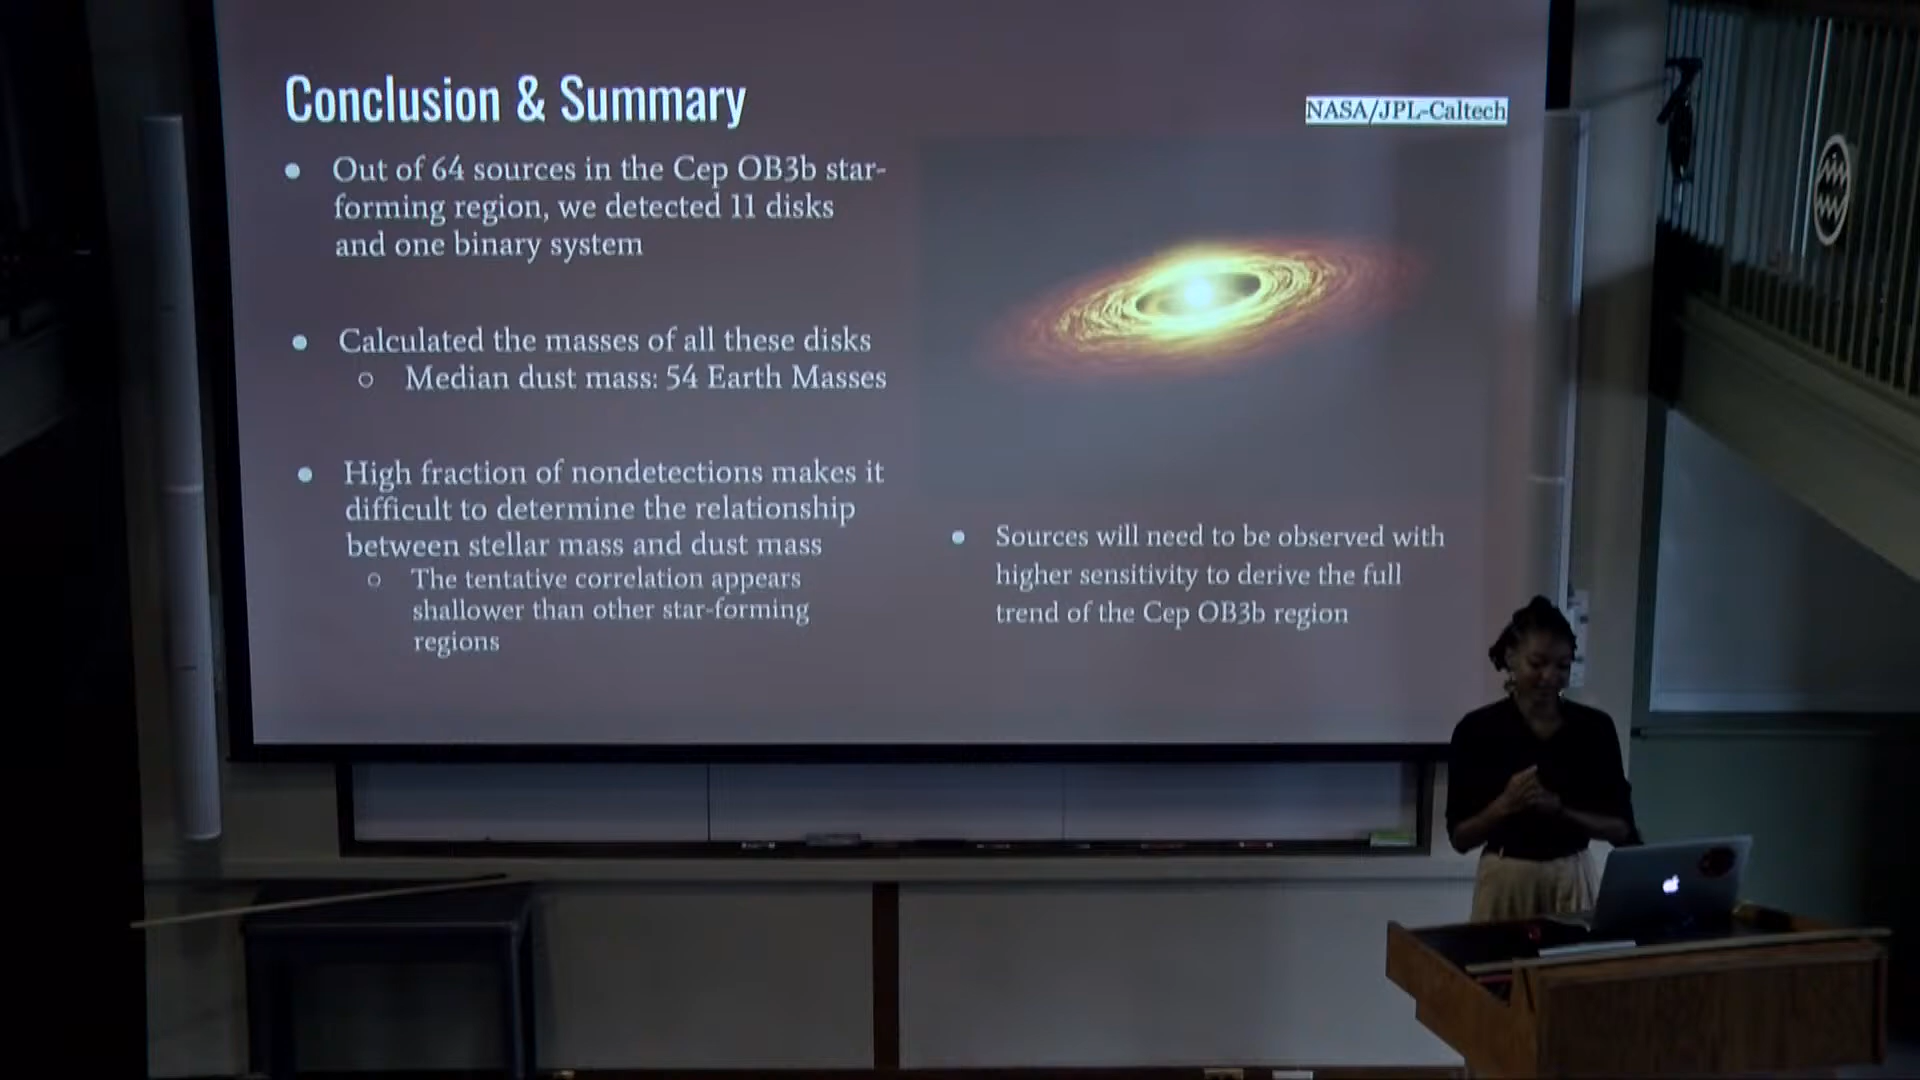 Conclusion & Summary
NASA/JPL-Caltech
● Out of 64 sources in the Cep OB3b star-
forming region, we detected 11 disks
and one binary system
● Calculated the masses of all these disks
○ Median dust mass: 54 Earth Masses
● High fraction of nondetections makes it
difficult to determine the relationship
between stellar mass and dust mass
○ The tentative correlation appears
shallower than other star-forming
regions
● Sources will need to be observed with
higher sensitivity to derive the full
trend of the Cep OB3b region